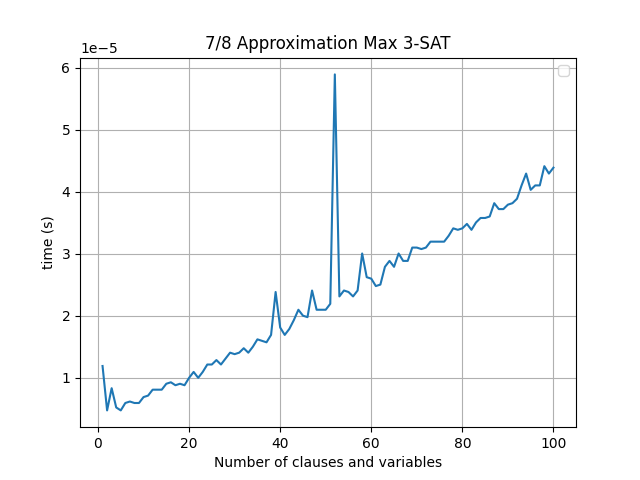 7/8 Approximation Max 3-SAT
1e−5
6
5
4
3
2
1
time (s)
0 20 40 60 80 100
Number of clauses and variables